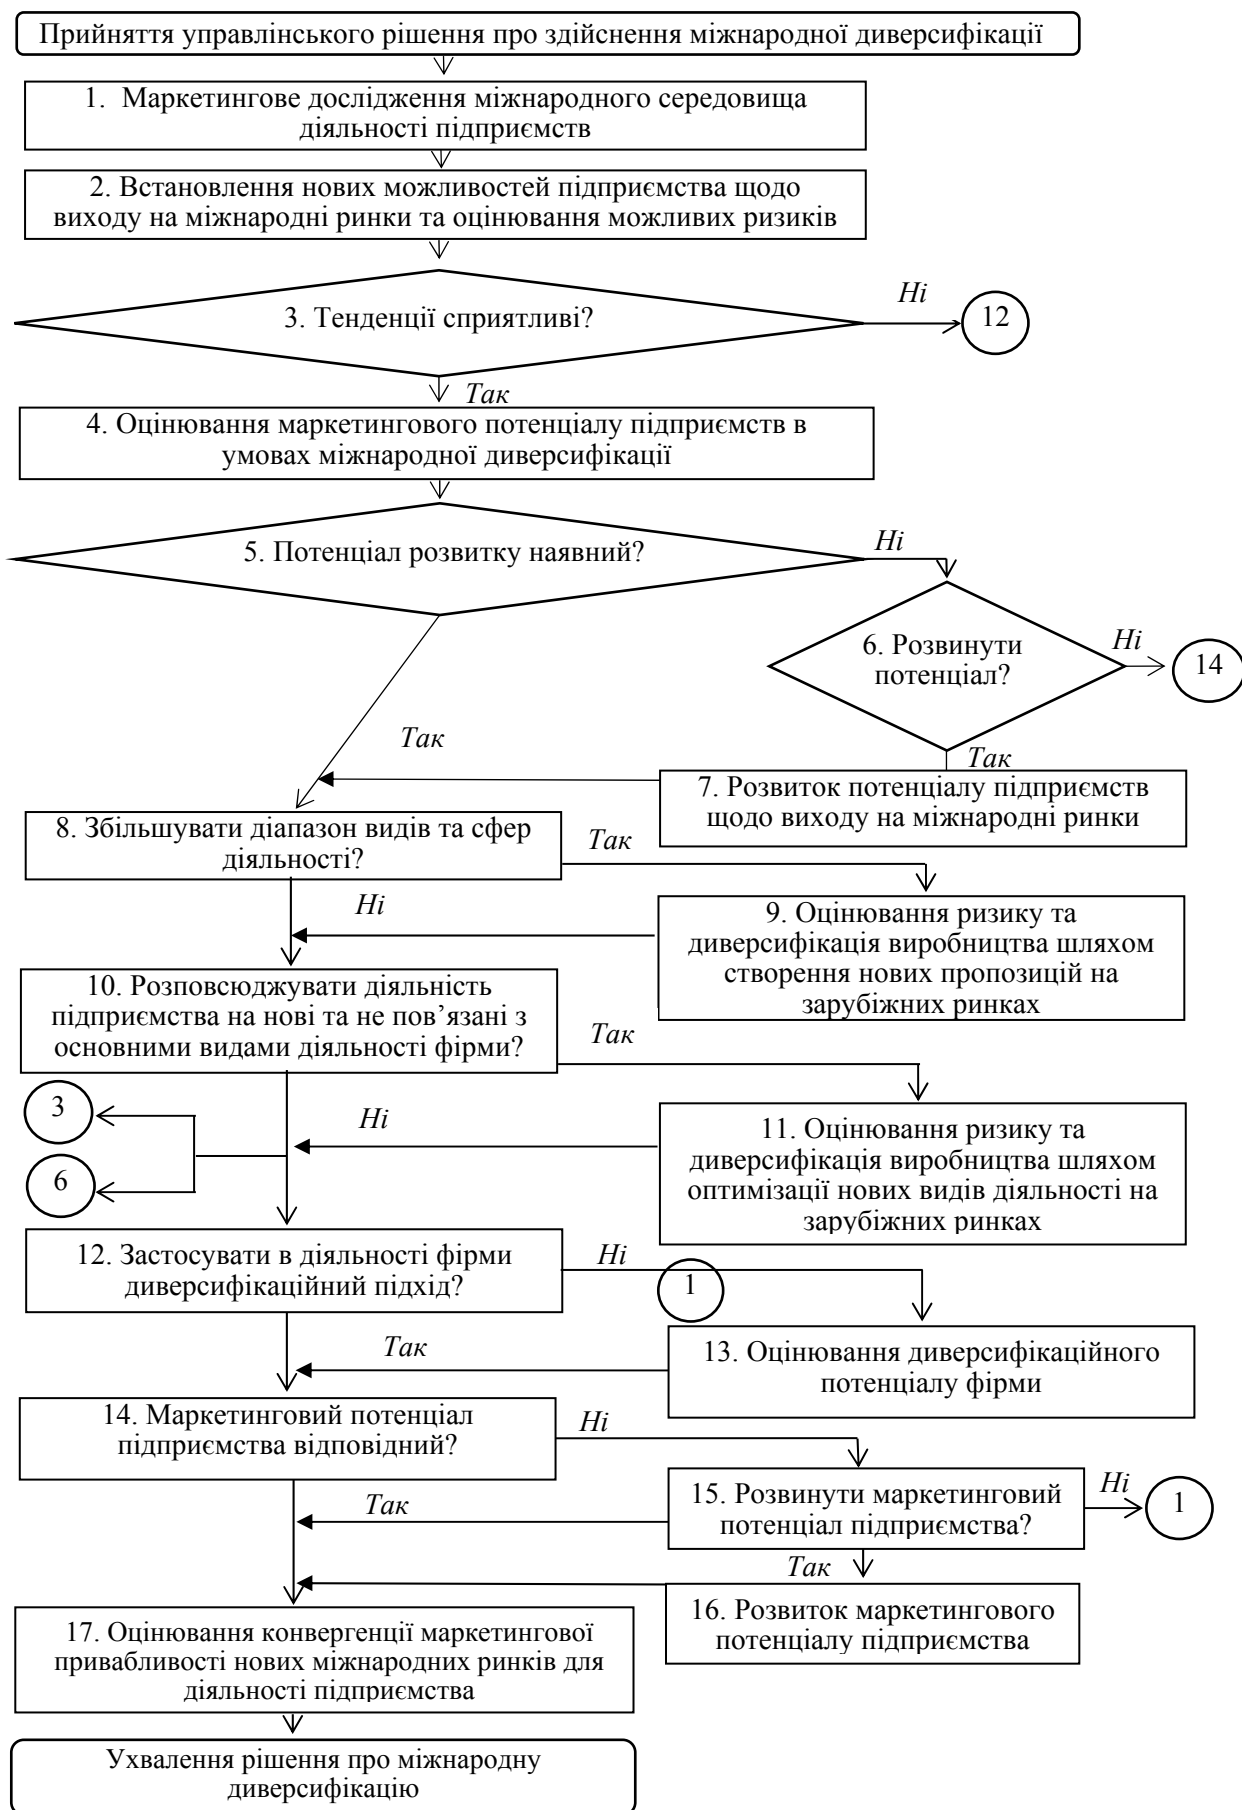 Прийняття управлінського рішення про здійснення міжнародної диверсифікації
1. Маркетингове дослідження міжнародного середовища
діяльності підприємств
2. Встановлення нових можливостей підприємства щодо
виходу на міжнародні ринки та оцінювання можливих ризиків
3. Тенденції сприятливі?
Ні
12
Так
4. Оцінювання маркетингового потенціалу підприємств в
умовах міжнародної диверсифікації
5. Потенціал розвитку наявний?
Ні
6. Розвинути
потенціал?
Ні
14
Так
Так
7. Розвиток потенціалу підприємств
щодо виходу на міжнародні ринки
8. Збільшувати діапазон видів та сфер
діяльності?
Так
Ні
9. Оцінювання ризику та
диверсифікація виробництва шляхом
створення нових пропозицій на
зарубіжних ринках
10. Розповсюджувати діяльність
підприємства на нові та не пов’язані з
основними видами діяльності фірми?
Так
3
6
Ні
11. Оцінювання ризику та
диверсифікація виробництва шляхом
оптимізації нових видів діяльності на
зарубіжних ринках
12. Застосувати в діяльності фірми
диверсифікаційний підхід?
Ні
1
Так
13. Оцінювання диверсифікаційного
потенціалу фірми
14. Маркетинговий потенціал
підприємства відповідний?
Ні
Так
15. Розвинути маркетинговий
потенціал підприємства?
Ні
1
Так
16. Розвиток маркетингового
потенціалу підприємства
17. Оцінювання конвергенції маркетингової
привабливості нових міжнародних ринків для
діяльності підприємства
Ухвалення рішення про міжнародну
диверсифікацію